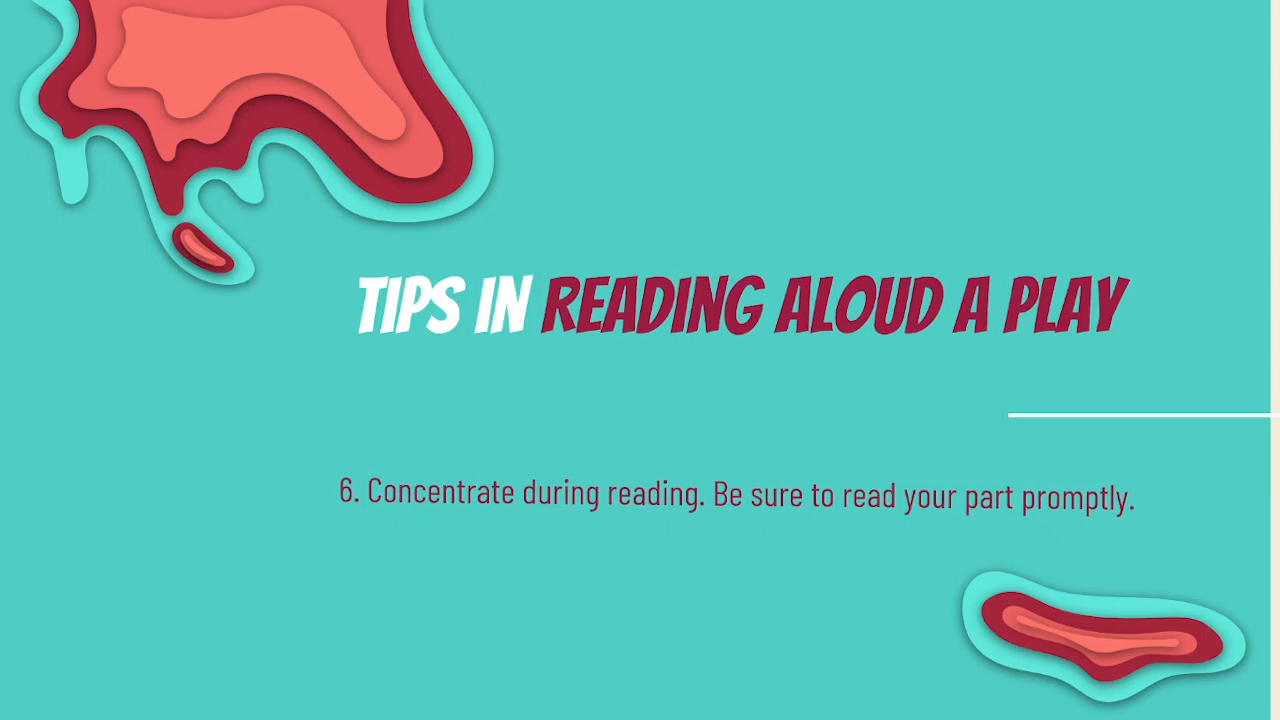 TIPS IN READING ALOUD A PLAY
6. Concentrate during reading. Be sure to read your part promptly.